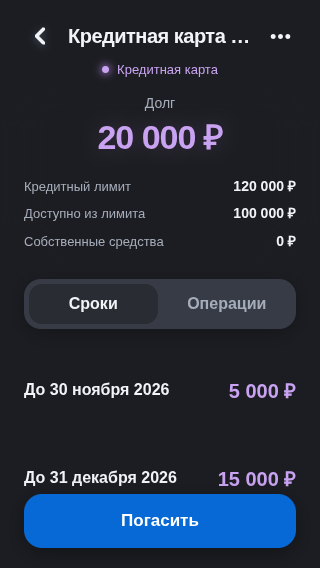 Кредитная карта ...
Кредитная карта
Долг
20 000 ₽
Кредитный лимит 120 000 ₽
Доступно из лимита 100 000 ₽
Собственные средства 0 ₽
Сроки Операции
До 30 ноября 2026 5 000 ₽
До 31 декабря 2026 15 000 ₽
Погасить